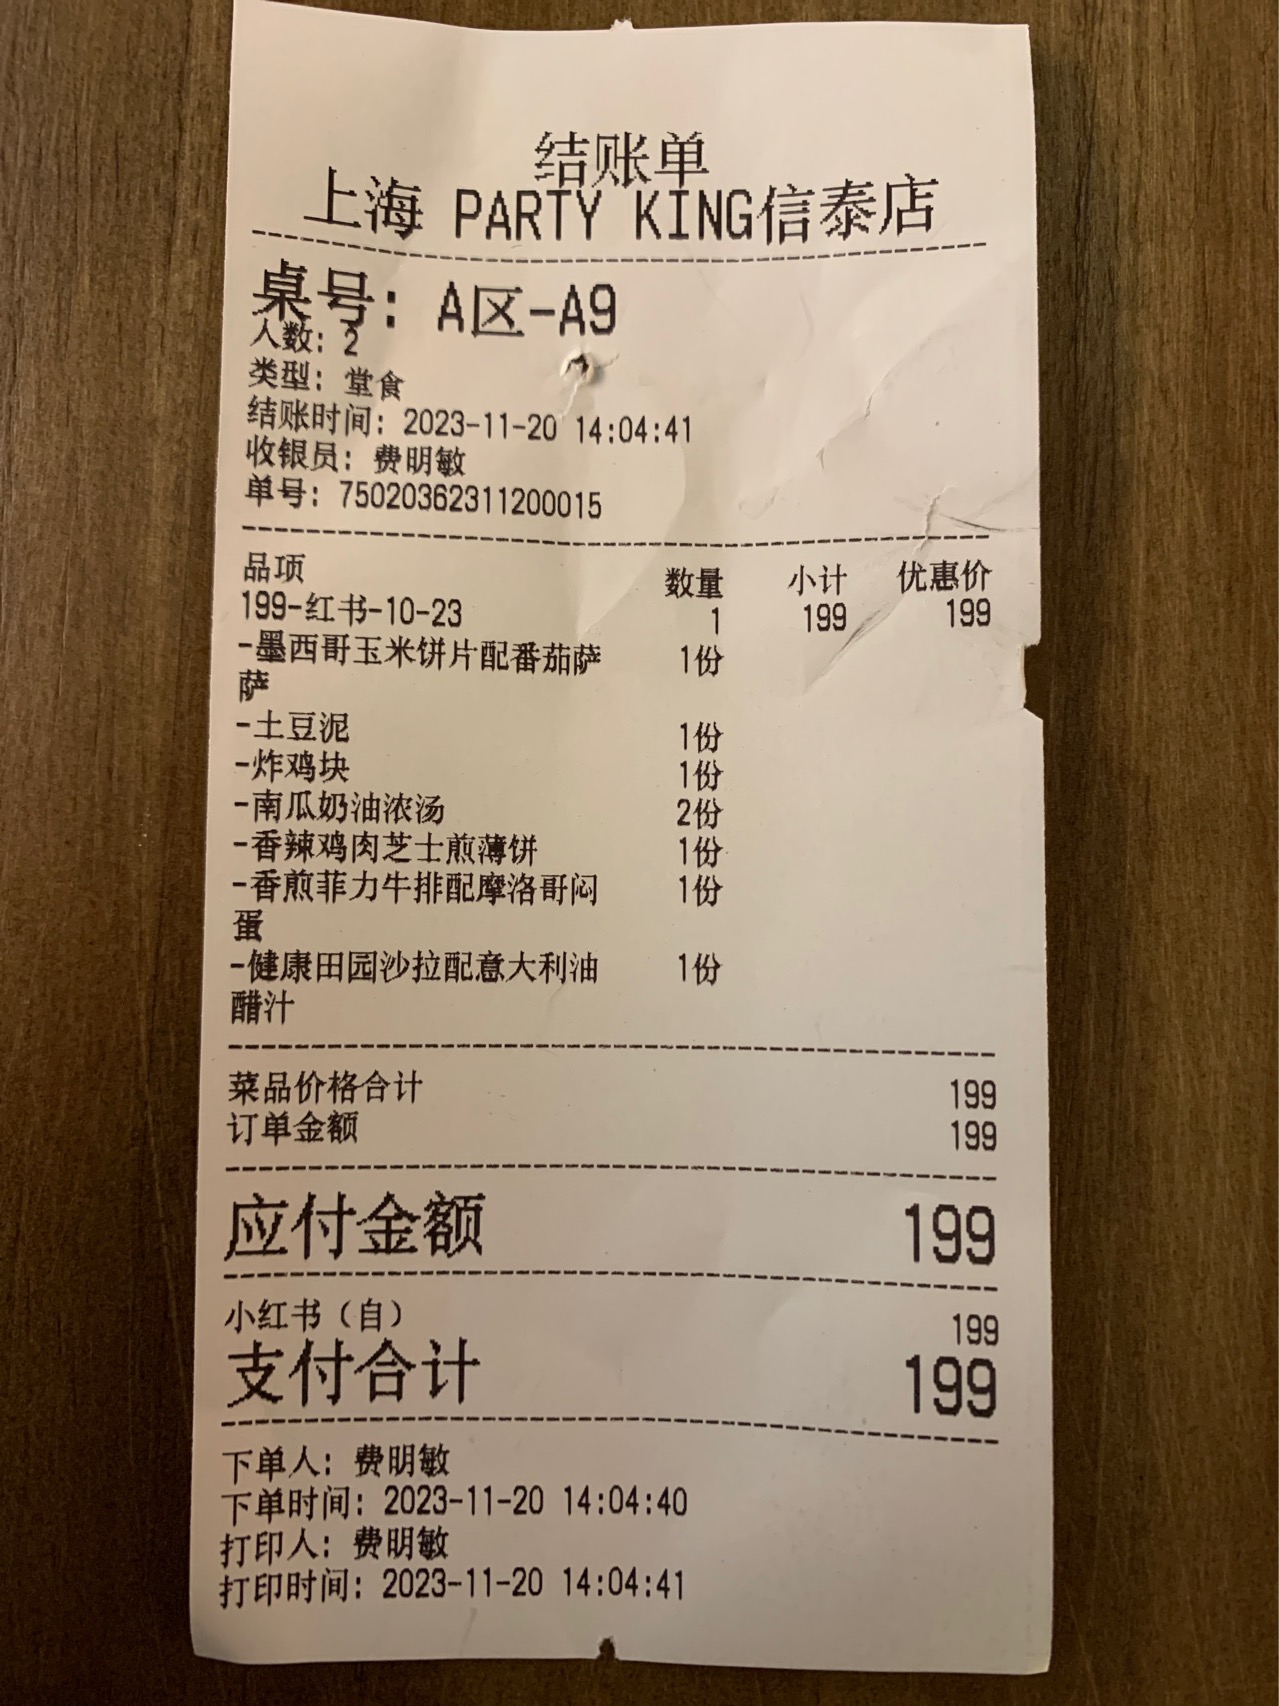 结账单
上海 PARTY KING信泰店
桌号: A区-A9
人数: 2
类型: 堂食
结账时间: 2023-11-20 14:04:41
收银员: 费明敏
单号: 75020362311200015
品项 数量 小计 优惠价
199-红书-10-23 1 199 199
-墨西哥玉米饼片配番茄萨 1份
萨
-土豆泥 1份
-炸鸡块 1份
-南瓜奶油浓汤 2份
-香辣鸡肉芝士煎薄饼 1份
-香煎菲力牛排配摩洛哥闷 1份
蛋
-健康田园沙拉配意大利油 1份
醋汁
菜品价格合计 199
订单金额 199
应付金额 199
小红书（自） 199
支付合计 199
下单人: 费明敏
下单时间: 2023-11-20 14:04:40
打印人: 费明敏
打印时间: 2023-11-20 14:04:41